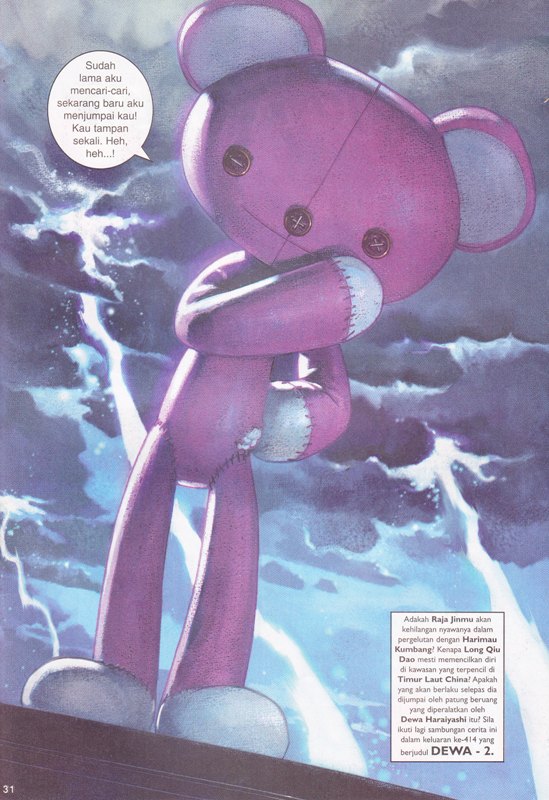 Sudah
lama aku
mencari-cari,
sekarang baru aku
menjumpai kau!
Kau tampan
sekali. Heh,
heh...!
Adakah Raja Jinmu akan
kehilangan nyawanya dalam
pergelutan dengan Harimau
Kumbang? Kenapa Long Qiu
Dao mesti memencilkan diri
di kawasan yang terpencil di
Timur Laut China? Apakah
yang akan berlaku selepas dia
dijumpai oleh patung beruang
yang diperalatkan oleh
Dewa Haraiyashi itu? Sila
ikuti lagi sambungan cerita ini
dalam keluaran ke-414 yang
berjudul DEWA - 2.
31